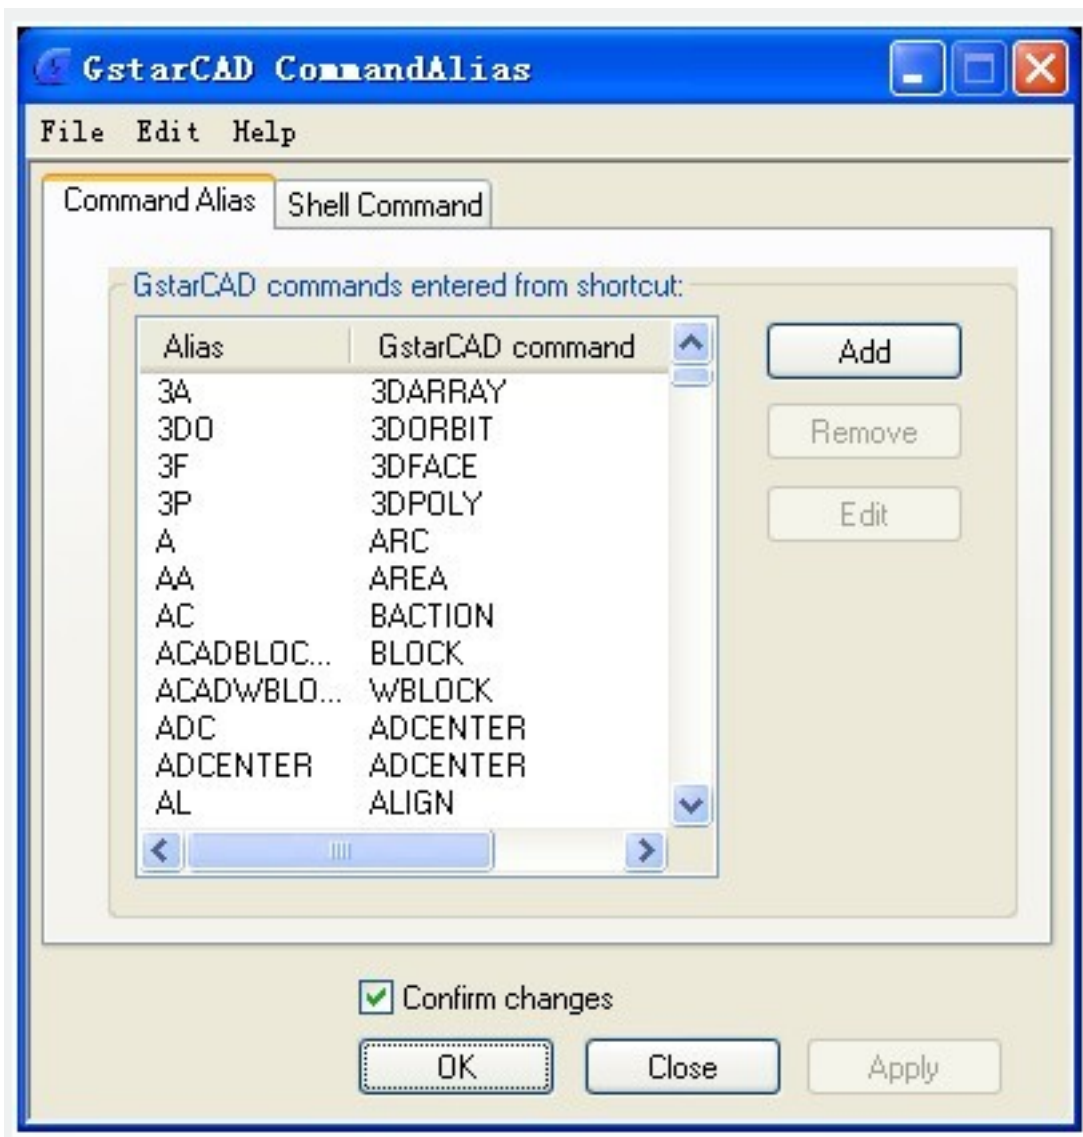 GstarCAD CommandAlias
File Edit Help
Command Alias Shell Command
GstarCAD commands entered from shortcut:
Alias GstarCAD command
3A 3DARRAY
3DO 3DORBIT
3F 3DFACE
3P 3DPOLY
A ARC
AA AREA
AC BACTION
ACADBLOC... BLOCK
ACADWBLO... WBLOCK
ADC ADCENTER
ADCENTER ADCENTER
AL ALIGN
Add
Remove
Edit
Confirm changes
OK Close Apply